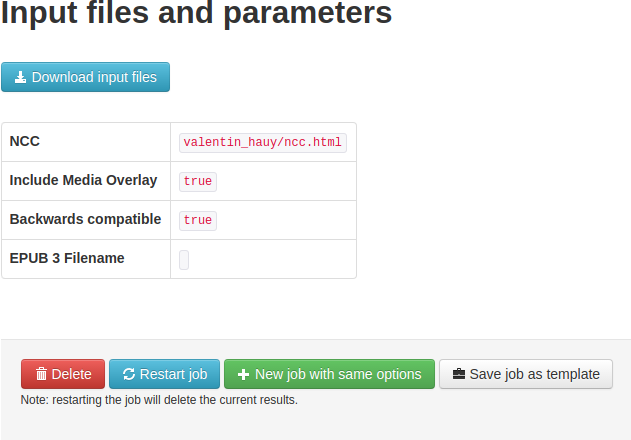 Input files and parameters
Download input files
NCC valentin_hauy/ncc.html
Include Media Overlay true
Backwards compatible true
EPUB 3 Filename
Delete Restart job New job with same options Save job as template
Note: restarting the job will delete the current results.